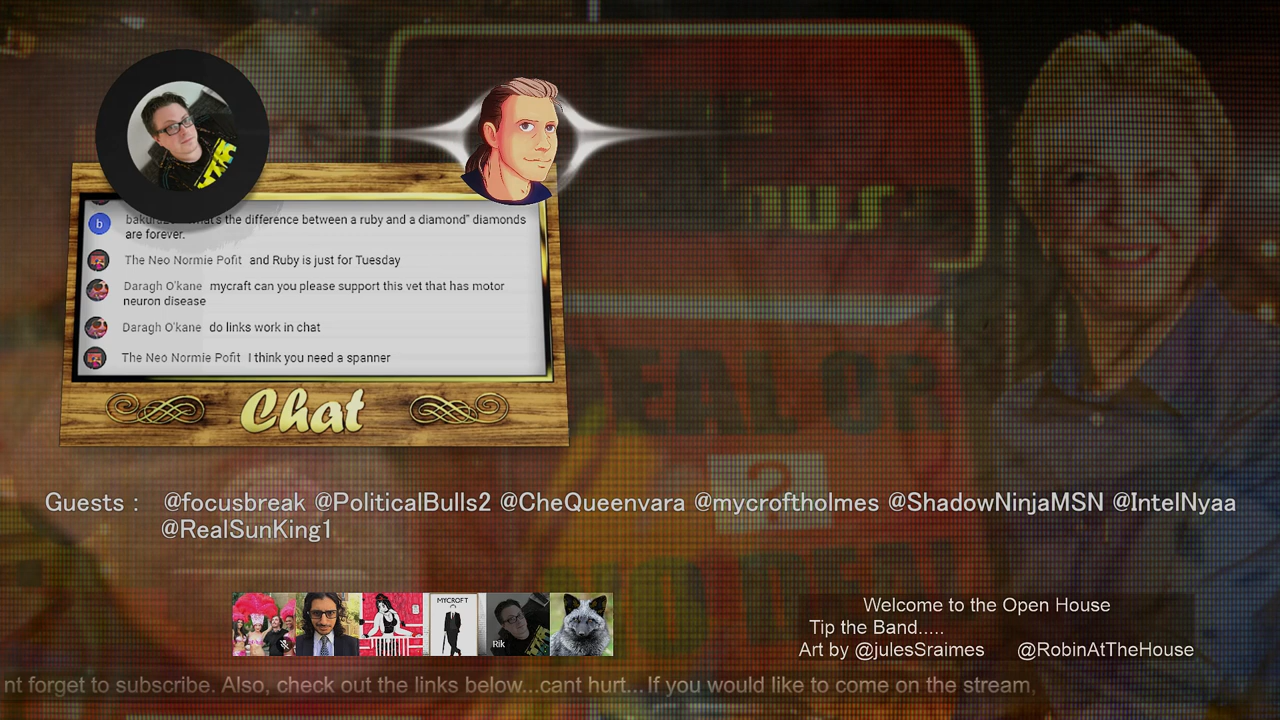 b
What's the difference between a ruby and a diamond" diamonds
are forever.
The Neo Normie Pofit and Ruby is just for Tuesday
Daragh O'kane mycraft can you please support this vet that has motor
neuron disease
Daragh O'kane do links work in chat
The Neo Normie Pofit I think you need a spanner
Chat
DEAL OR
?
NO DEAL
Guests : @focusbreak @PoliticalBulls2 @CheQueenvara @mycroftholmes @ShadowNinjaMSN @IntelNyaa
@RealSunKing1
MYCROFT
Rik
Welcome to the Open House
Tip the Band.....
Art by @julesSraimes @RobinAtTheHouse
nt forget to subscribe. Also, check out the links below...cant hurt... If you would like to come on the stream,